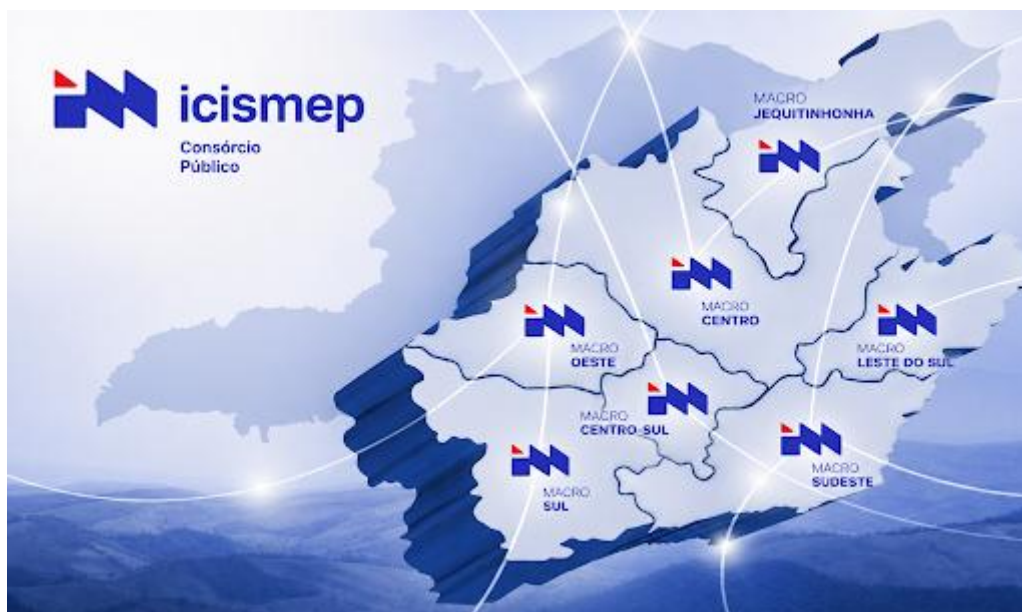 icismep
Consórcio
Público
MACRO
JEQUITINHONHA
MACRO
CENTRO
MACRO
OESTE
MACRO
LESTE DO SUL
MACRO
CENTRO-SUL
MACRO
SUDESTE
MACRO
SUL